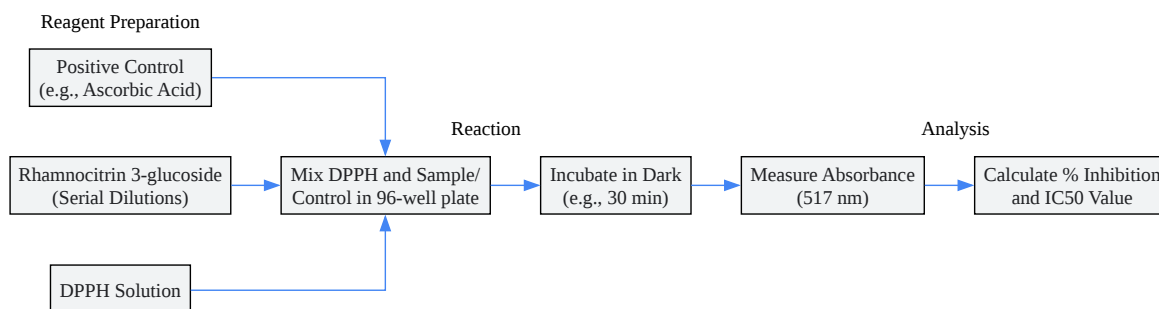 Reagent Preparation
Positive Control
(e.g., Ascorbic Acid)
Reaction
Analysis
Rhamnocitrin 3-glucoside
(Serial Dilutions)
Mix DPPH and Sample/
Control in 96-well plate
Incubate in Dark
(e.g., 30 min)
Measure Absorbance
(517 nm)
Calculate % Inhibition
and IC50 Value
DPPH Solution